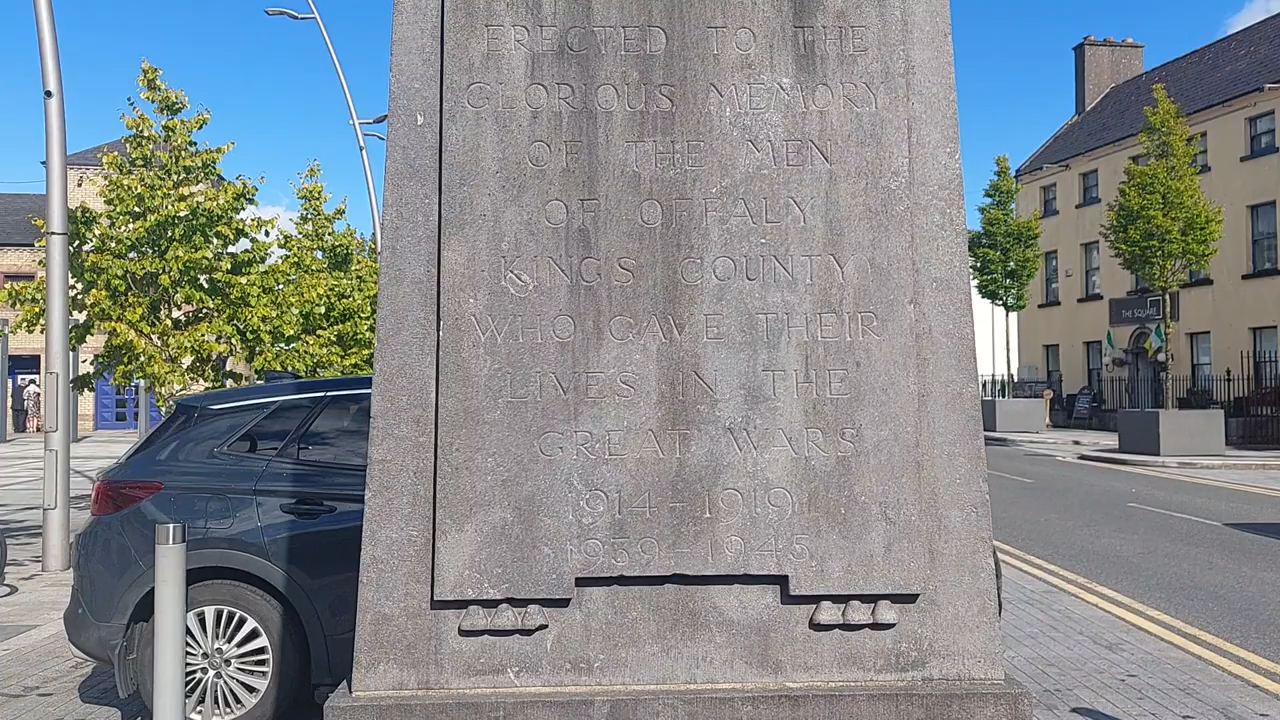 ERECTED TO THE
GLORIOUS MEMORY
OF THE MEN
OF OFFALY
(KINGS COUNTY)
WHO GAVE THEIR
LIVES IN THE
GREAT WARS
1914-1919
1939-1945
THE SQUARE